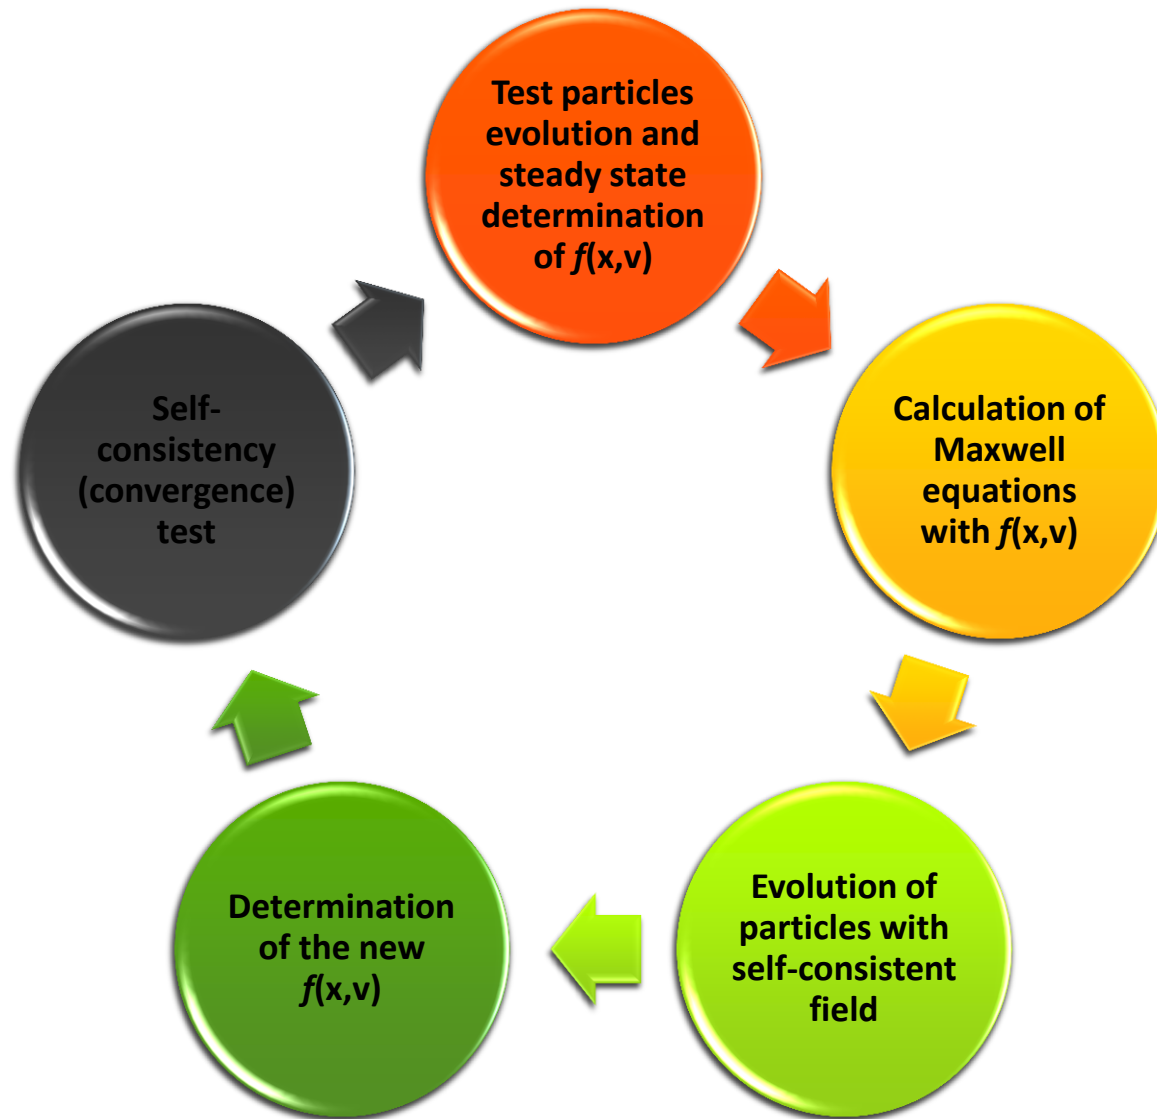 Test particles
evolution and
steady state
determination
of f(x,v)
Calculation of
Maxwell
equations
with f(x,v)
Evolution of
particles with
self-consistent
field
Determination
of the new
f(x,v)
Self-
consistency
(convergence)
test